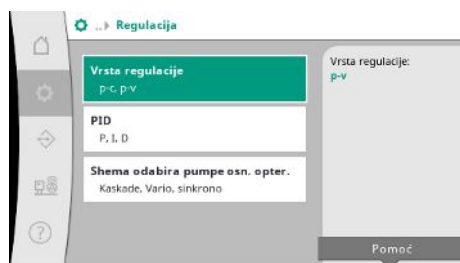 ..▸ Regulacija
Vrsta regulacije
p-c, p-v
PID
P, I, D
Shema odabira pumpe osn. opter.
Kaskade, Vario, sinkrono
Vrsta regulacije:
p-v
Pomoć